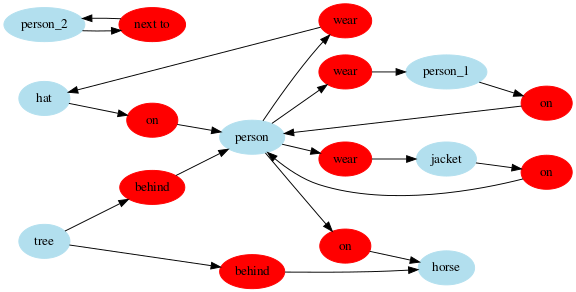 person_2
next to
wear
wear
person_1
hat
on
on
person
wear
jacket
on
behind
tree
on
behind
horse